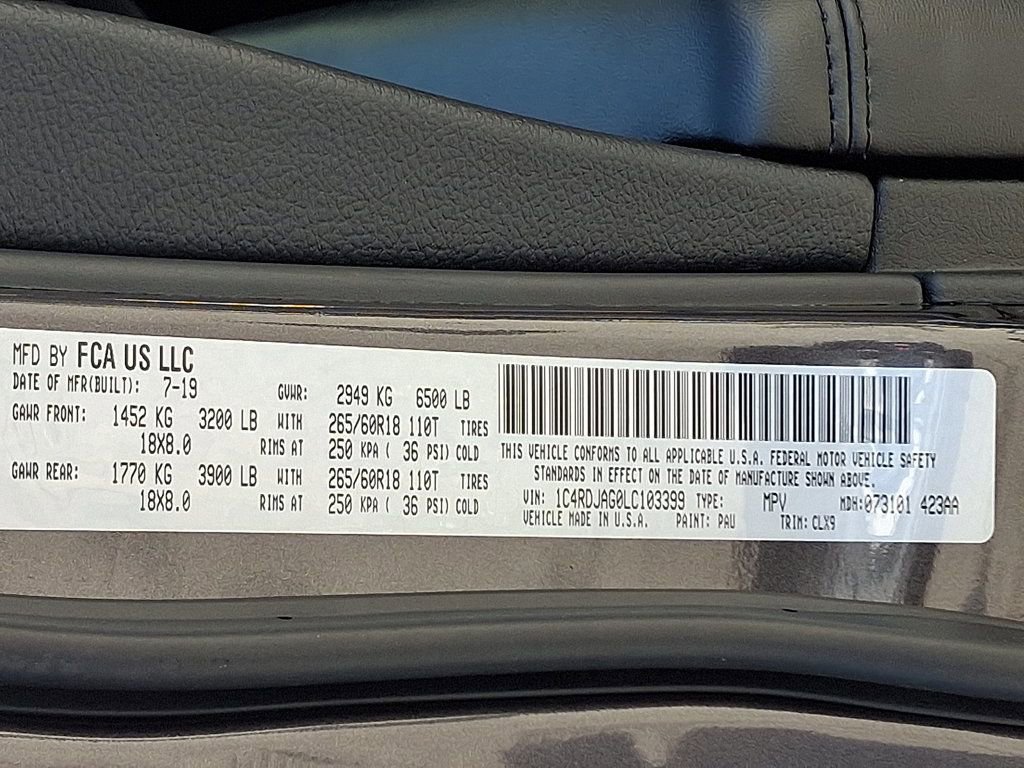 MFD BY FCA US LLC
DATE OF MFR(BUILT): 7-19 GVWR: 2949 KG 6500 LB
GAWR FRONT: 1452 KG 3200 LB WITH 265/60R18 110T TIRES
18X8.0 RIMS AT 250 KPA ( 36 PSI) COLD
GAWR REAR: 1770 KG 3900 LB WITH 265/60R18 110T TIRES
18X8.0 RIMS AT 250 KPA ( 36 PSI) COLD
THIS VEHICLE CONFORMS TO ALL APPLICABLE U.S.A. FEDERAL MOTOR VEHICLE SAFETY
STANDARDS IN EFFECT ON THE DATE OF MANUFACTURE SHOWN ABOVE.
VIN: 1C4RDJAG0LC103399 TYPE: MPV MDH:073101 423AA
VEHICLE MADE IN U.S.A. PAINT: PAU TRIM: CLX9